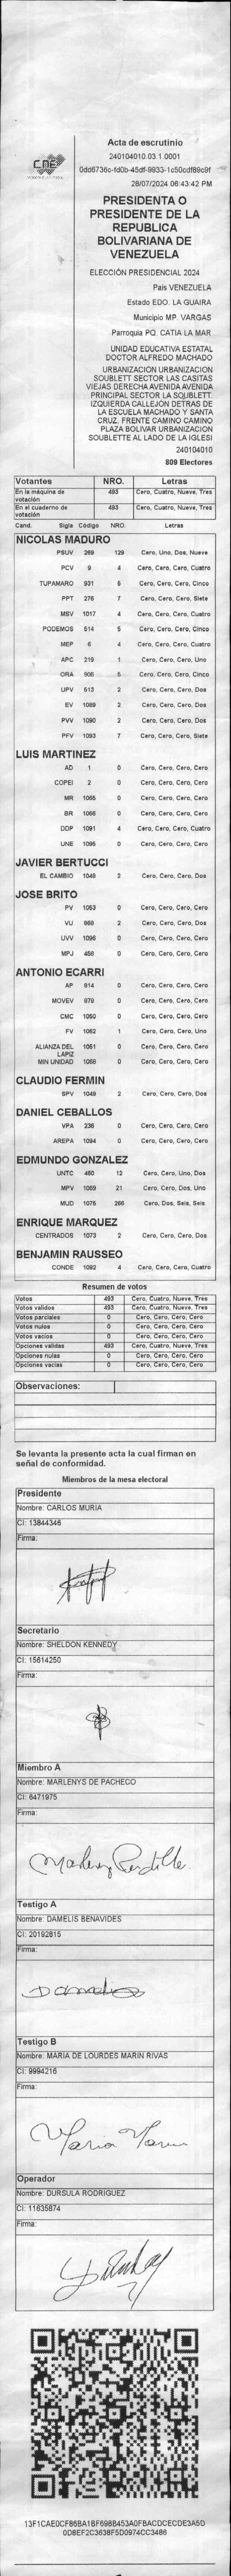 CNE
Acta de escrutinio
240104010.03.1.0001
0dd6736c-fd0b-45df-9933-1c50cdf89c9f
28/07/2024 06:43:42 PM
PRESIDENTA O
PRESIDENTE DE LA
REPUBLICA
BOLIVARIANA DE
VENEZUELA
ELECCIÓN PRESIDENCIAL 2024
País VENEZUELA
Estado EDO. LA GUAIRA
Municipio MP. VARGAS
Parroquia PQ. CATIA LA MAR
UNIDAD EDUCATIVA ESTATAL
DOCTOR ALFREDO MACHADO
URBANIZACIÓN URBANIZACION
SOUBLETT SECTOR LAS CASITAS
VIEJAS DERECHA AVENIDA AVENIDA
PRINCIPAL SECTOR LA SOUBLETT.
IZQUIERDA CALLEJÓN DETRAS DE
LA ESCUELA MACHADO Y SANTA
CRUZ. FRENTE CAMINO CAMINO
PLAZA BOLIVAR URBANIZACION
SOUBLETTE AL LADO DE LA IGLESI
240104010
809 Electores
Votantes NRO. Letras
En la máquina de votación 493 Cero, Cuatro, Nueve, Tres
En el cuaderno de votación 493 Cero, Cuatro, Nueve, Tres
Cand. Sigla Código NRO. Letras
NICOLAS MADURO
PSUV 269 129 Cero, Uno, Dos, Nueve
PCV 9 4 Cero, Cero, Cero, Cuatro
TUPAMARO 931 5 Cero, Cero, Cero, Cinco
PPT 276 7 Cero, Cero, Cero, Siete
MSV 1017 4 Cero, Cero, Cero, Cuatro
PODEMOS 514 5 Cero, Cero, Cero, Cinco
MEP 6 4 Cero, Cero, Cero, Cuatro
APC 219 1 Cero, Cero, Cero, Uno
ORA 906 5 Cero, Cero, Cero, Cinco
UPV 613 2 Cero, Cero, Cero, Dos
EV 1089 2 Cero, Cero, Cero, Dos
PVV 1090 2 Cero, Cero, Cero, Dos
PFV 1093 7 Cero, Cero, Cero, Siete
LUIS MARTINEZ
AD 1 0 Cero, Cero, Cero, Cero
COPEI 2 0 Cero, Cero, Cero, Cero
MR 1065 0 Cero, Cero, Cero, Cero
BR 1066 0 Cero, Cero, Cero, Cero
DDP 1091 4 Cero, Cero, Cero, Cuatro
UNE 1095 0 Cero, Cero, Cero, Cero
JAVIER BERTUCCI
EL CAMBIO 1048 2 Cero, Cero, Cero, Dos
JOSE BRITO
PV 1053 0 Cero, Cero, Cero, Cero
VU 868 2 Cero, Cero, Cero, Dos
UVV 1096 0 Cero, Cero, Cero, Cero
MPJ 458 0 Cero, Cero, Cero, Cero
ANTONIO ECARRI
AP 814 0 Cero, Cero, Cero, Cero
MOVEV 979 0 Cero, Cero, Cero, Cero
CMC 1050 0 Cero, Cero, Cero, Cero
FV 1062 1 Cero, Cero, Cero, Uno
ALIANZA DEL LAPIZ 1051 0 Cero, Cero, Cero, Cero
MIN UNIDAD 1068 0 Cero, Cero, Cero, Cero
CLAUDIO FERMIN
SPV 1049 2 Cero, Cero, Cero, Dos
DANIEL CEBALLOS
VPA 236 0 Cero, Cero, Cero, Cero
AREPA 1094 0 Cero, Cero, Cero, Cero
EDMUNDO GONZALEZ
UNTC 460 12 Cero, Cero, Uno, Dos
MPV 1069 21 Cero, Cero, Dos, Uno
MUD 1075 266 Cero, Dos, Seis, Seis
ENRIQUE MARQUEZ
CENTRADOS 1073 2 Cero, Cero, Cero, Dos
BENJAMIN RAUSSEO
CONDE 1092 4 Cero, Cero, Cero, Cuatro
Resumen de votos
Votos 493 Cero, Cuatro, Nueve, Tres
Votos validos 493 Cero, Cuatro, Nueve, Tres
Votos parciales 0 Cero, Cero, Cero, Cero
Votos nulos 0 Cero, Cero, Cero, Cero
Votos vacíos 0 Cero, Cero, Cero, Cero
Opciones validas 493 Cero, Cuatro, Nueve, Tres
Opciones nulas 0 Cero, Cero, Cero, Cero
Opciones vacias 0 Cero, Cero, Cero, Cero
Observaciones:
Se levanta la presente acta la cual firman en
señal de conformidad.
Miembros de la mesa electoral
Presidente
Nombre: CARLOS MURIA
CI: 13844346
Firma:
Secretario
Nombre: SHELDON KENNEDY
CI: 15614250
Firma:
Miembro A
Nombre: MARLENYS DE PACHECO
CI: 6471975
Firma:
Testigo A
Nombre: DAMELIS BENAVIDES
CI: 20192615
Firma:
Testigo B
Nombre: MARIA DE LOURDES MARIN RIVAS
CI: 9994216
Firma:
Maria Marin
Operador
Nombre: DURSULA RODRIGUEZ
CI: 11635874
Firma:
13F1CAE0CF86BA1BF698B453A0FBACDCECDE3A5D
0DBEF2C3638F5D0974CC3486